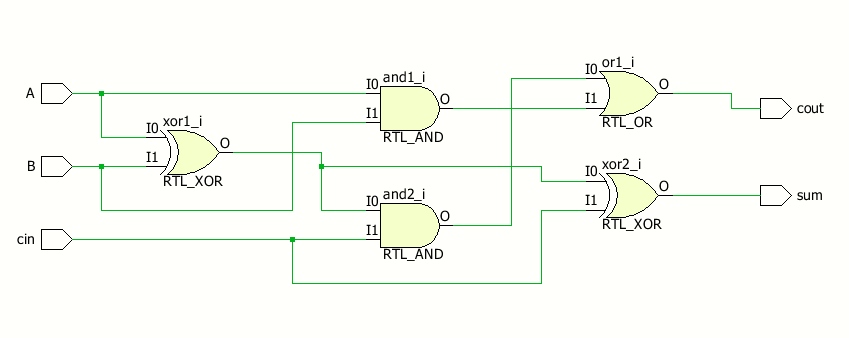 A
B
cin
xor1_i
I0
I1
O
RTL_XOR
and1_i
I0
I1
O
RTL_AND
and2_i
I0
I1
O
RTL_AND
or1_i
I0
I1
O
RTL_OR
xor2_i
I0
I1
O
RTL_XOR
cout
sum